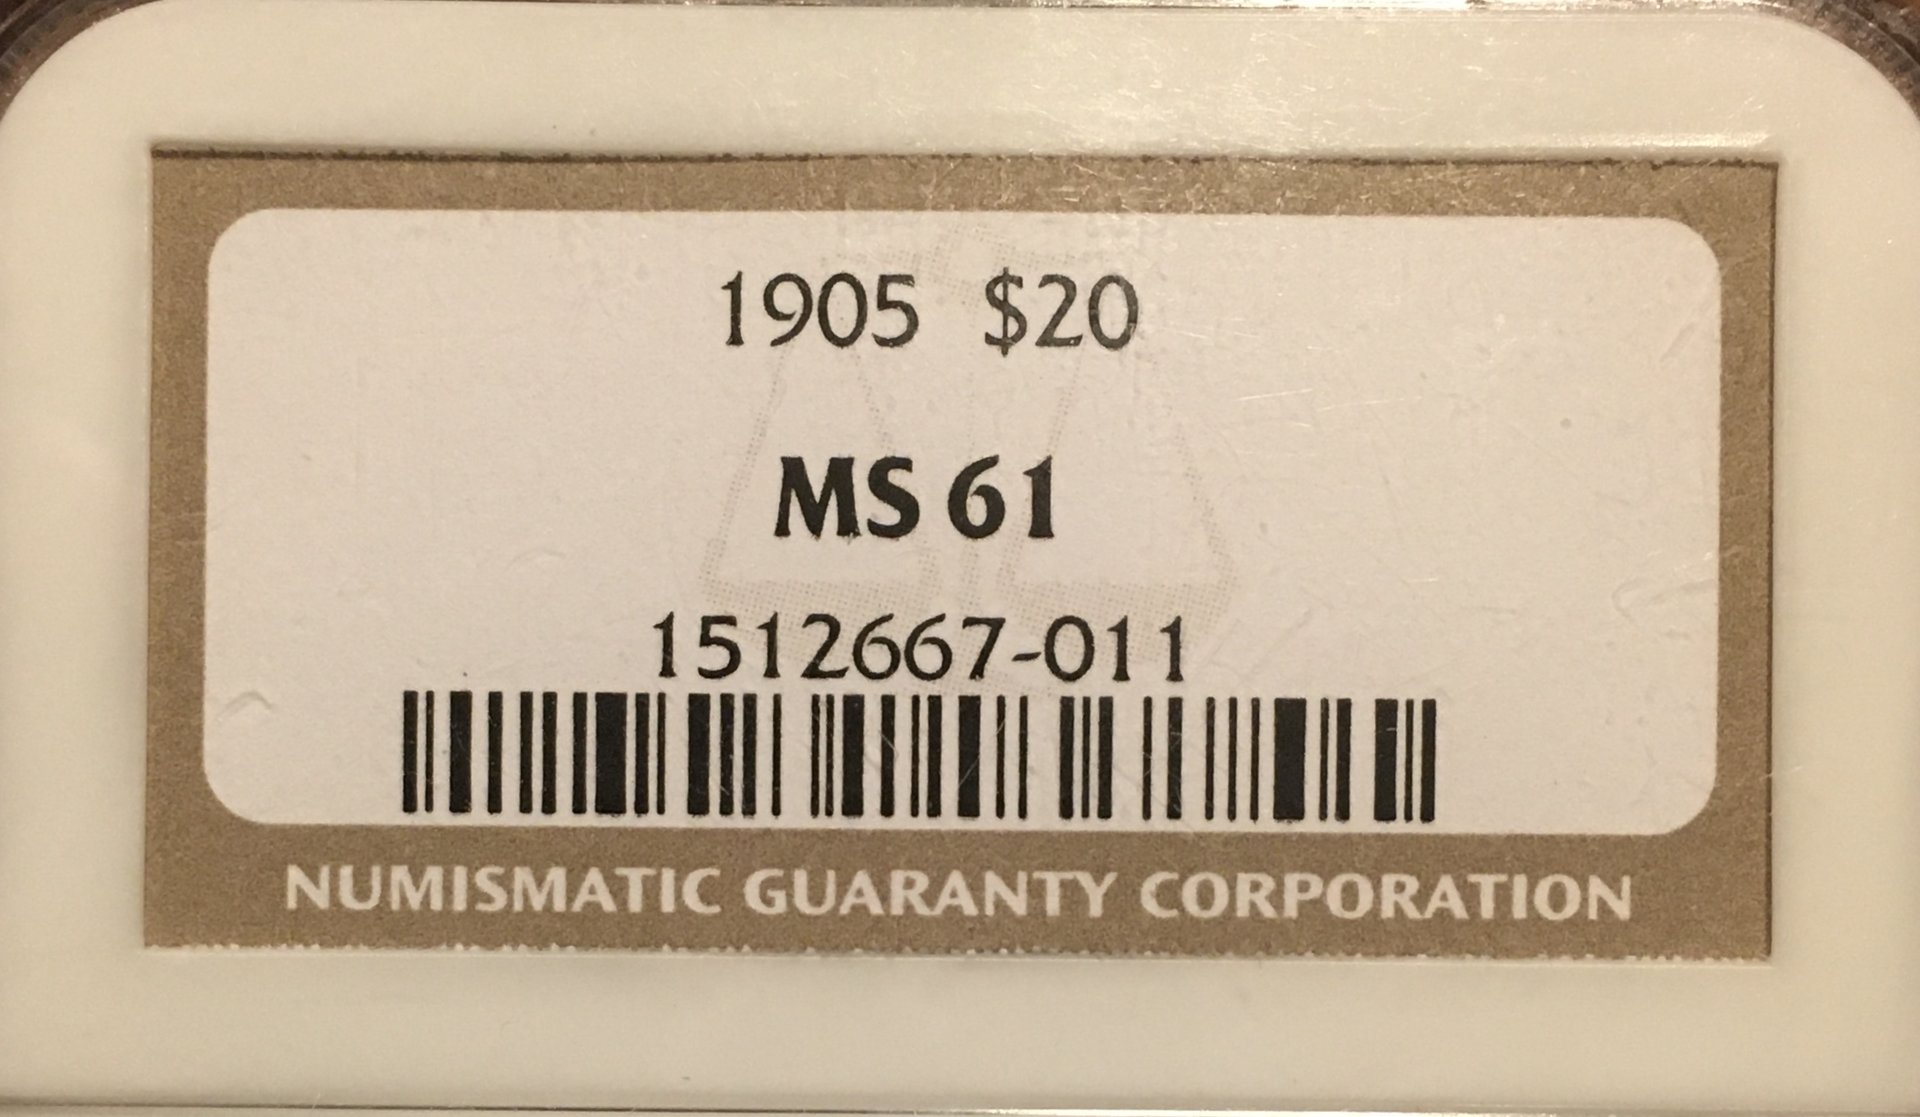 1905 $20
MS 61
1512667-011
NUMISMATIC GUARANTY CORPORATION